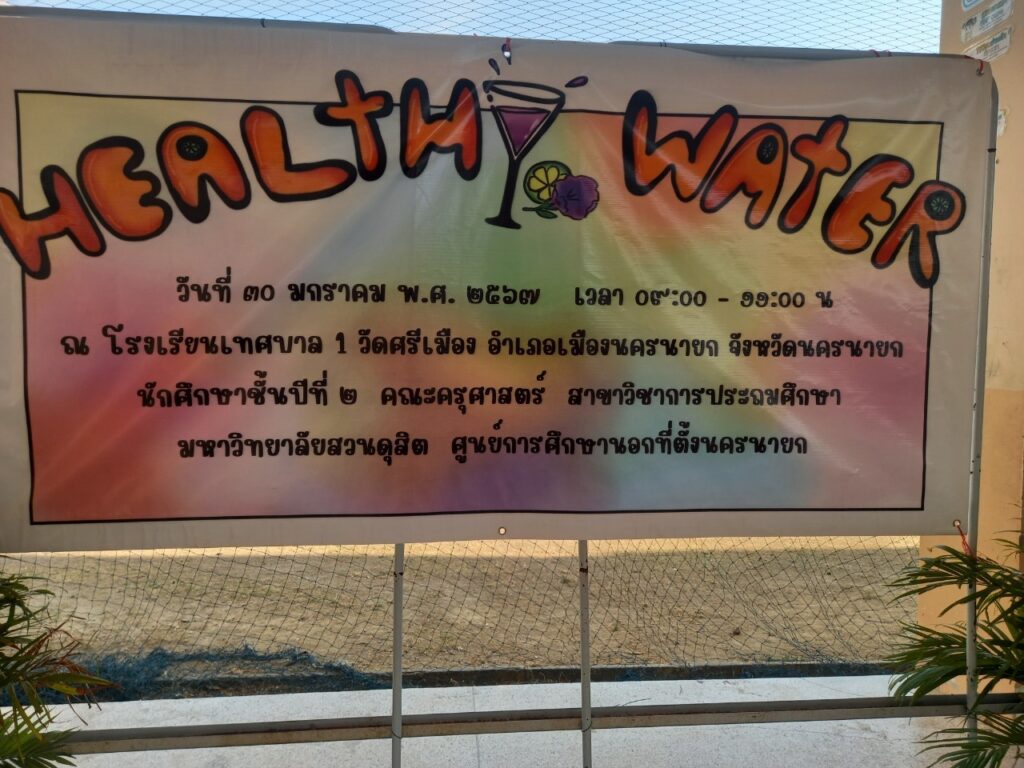 HEALTHY WATER
วันที่ ๓๐ มกราคม พ.ศ. ๒๕๖๗ เวลา ๐๙:๐๐ - ๑๑:๐๐ น
ณ โรงเรียนเทศบาล 1 วัดศรีเมือง อำเภอเมืองนครนายก จังหวัดนครนายก
นักศึกษาชั้นปีที่ ๒ คณะครุศาสตร์ สาขาวิชาการประถมศึกษา
มหาวิทยาลัยสวนดุสิต ศูนย์การศึกษานอกที่ตั้งนครนายก